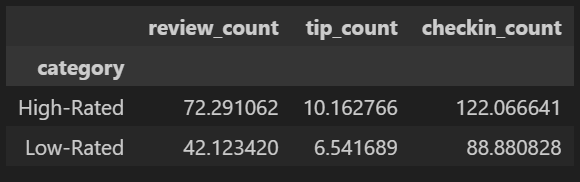 review_count tip_count checkin_count
category
High-Rated 72.291062 10.162766 122.066641
Low-Rated 42.123420 6.541689 88.880828